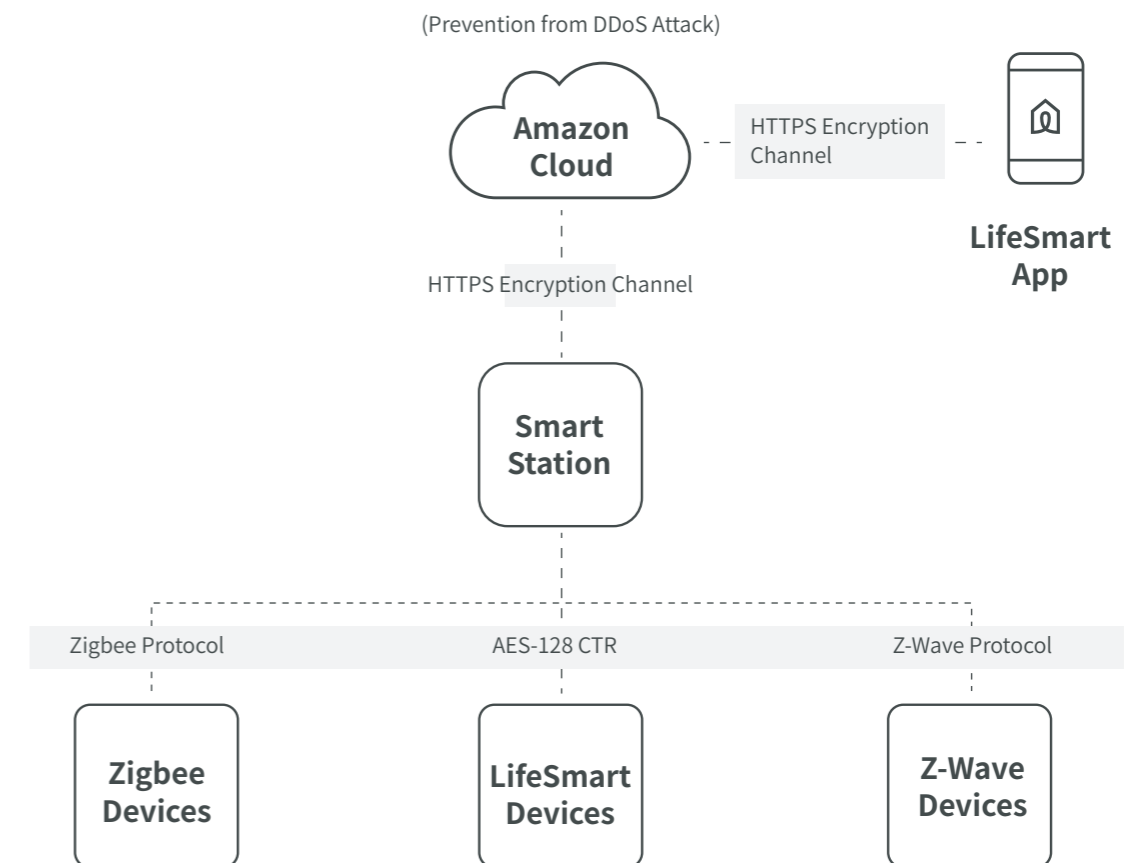 (Prevention from DDoS Attack)
Amazon
Cloud
HTTPS Encryption
Channel
LifeSmart
App
HTTPS Encryption Channel
Smart
Station
Zigbee Protocol
AES-128 CTR
Z-Wave Protocol
Zigbee
Devices
LifeSmart
Devices
Z-Wave
Devices